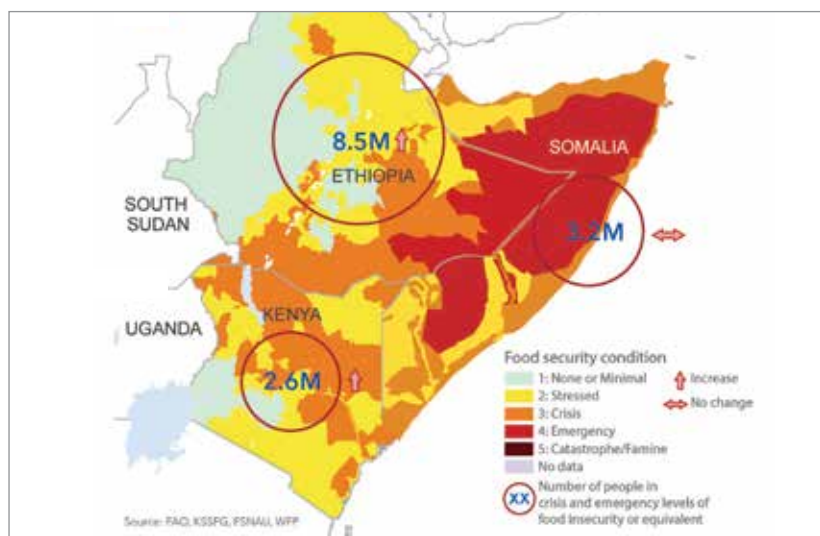 8.5M
ETHIOPIA
SOMALIA
SOUTH
SUDAN
3.2M
KENYA
UGANDA
2.6M
Food security condition
1: None or Minimal
2: Stressed
3: Crisis
4: Emergency
5: Catastrophe/Famine
No data
Increase
No change
XX
Number of people in
crisis and emergency levels of
food insecurity or equivalent
Source: FAO, KSSFG, FSNAU, WFP